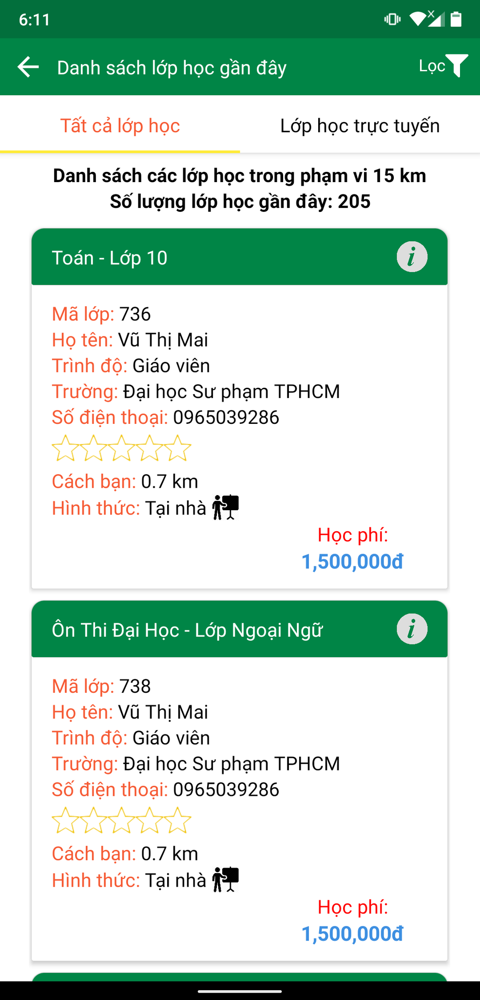 6:11
Danh sách lớp học gần đây
Lọc
Tất cả lớp học
Lớp học trực tuyến
Danh sách các lớp học trong phạm vi 15 km
Số lượng lớp học gần đây: 205
Toán - Lớp 10
i
Mã lớp: 736
Họ tên: Vũ Thị Mai
Trình độ: Giáo viên
Trường: Đại học Sư phạm TPHCM
Số điện thoại: 0965039286
Cách bạn: 0.7 km
Hình thức: Tại nhà
Học phí:
1,500,000đ
Ôn Thi Đại Học - Lớp Ngoại Ngữ
i
Mã lớp: 738
Họ tên: Vũ Thị Mai
Trình độ: Giáo viên
Trường: Đại học Sư phạm TPHCM
Số điện thoại: 0965039286
Cách bạn: 0.7 km
Hình thức: Tại nhà
Học phí:
1,500,000đ